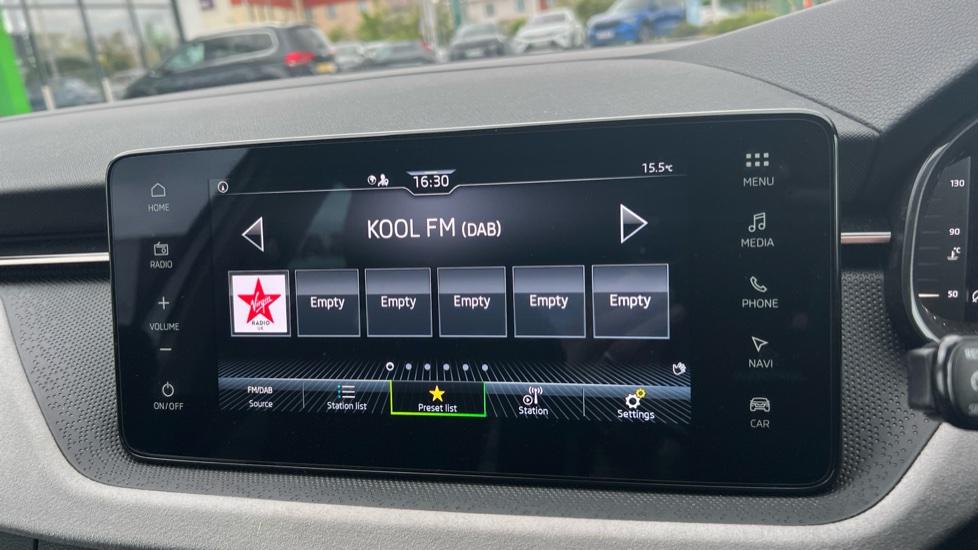 HOME
RADIO
VOLUME
ON/OFF
16:30
15.5°C
KOOL FM (DAB)
Virgin
RADIO
UK
Empty
Empty
Empty
Empty
Empty
FM/DAB
Source
Station list
Preset list
Station
Settings
MENU
MEDIA
PHONE
NAVI
CAR
130
90
°C
50